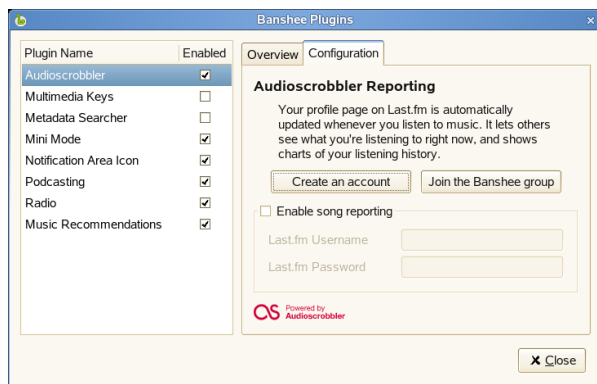 Banshee Plugins
Plugin Name Enabled
Audioscrobbler
Multimedia Keys
Metadata Searcher
Mini Mode
Notification Area Icon
Podcasting
Radio
Music Recommendations
Overview Configuration
Audioscrobbler Reporting
Your profile page on Last.fm is automatically
updated whenever you listen to music. It lets others
see what you're listening to right now, and shows
charts of your listening history.
Create an account Join the Banshee group
Enable song reporting
Last.fm Username
Last.fm Password
Powered by
Audioscrobbler
Close